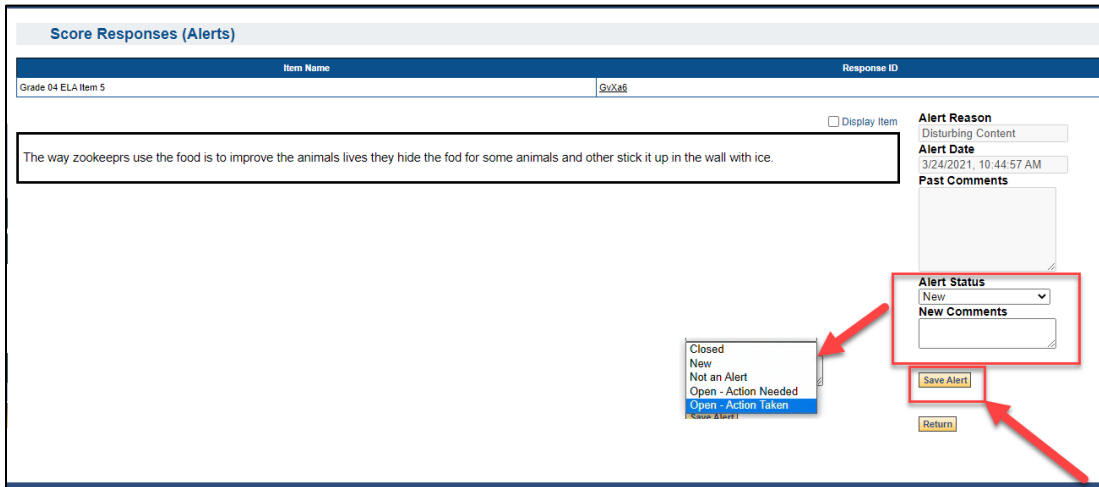 Score Responses (Alerts)
Item Name Response ID
Grade 04 ELA Item 5 GvXa6
Display Item
The way zookeeprs use the food is to improve the animals lives they hide the fod for some animals and other stick it up in the wall with ice.
Alert Reason
Disturbing Content
Alert Date
3/24/2021, 10:44:57 AM
Past Comments
Alert Status
New
New Comments
Closed
New
Not an Alert
Open - Action Needed
Open - Action Taken
Save Alert
Save Alert
Return